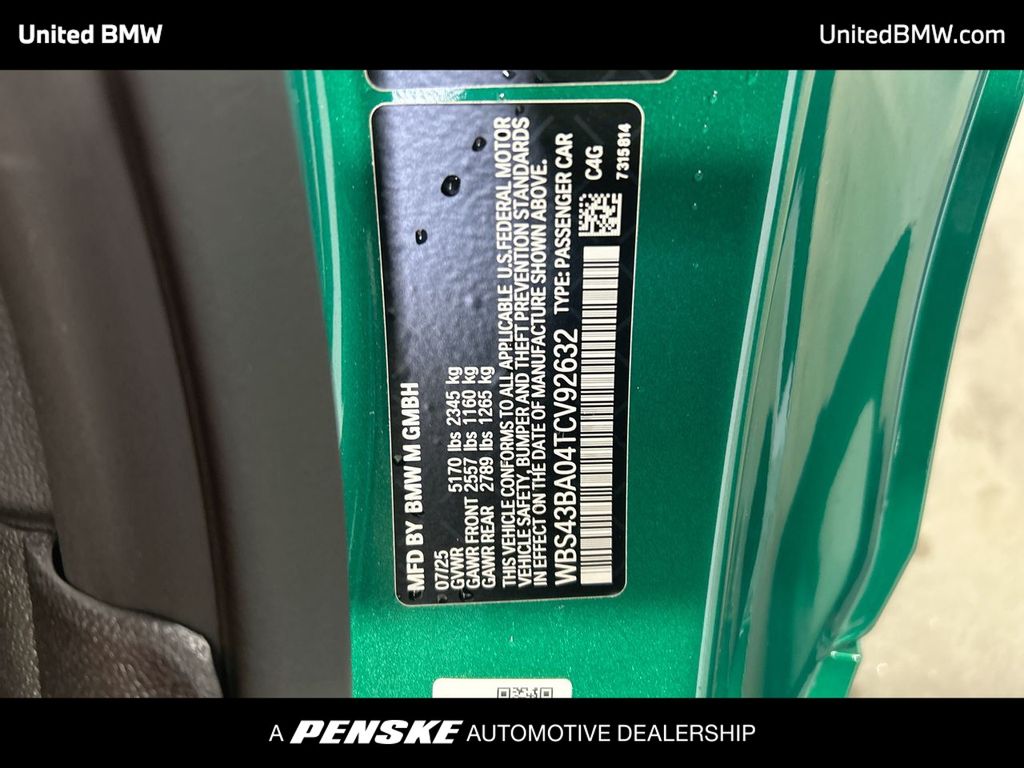 United BMW
UnitedBMW.com
MFD BY BMW M GMBH
07/25
GVWR 5170 lbs 2345 kg
GAWR FRONT 2557 lbs 1160 kg
GAWR REAR 2789 lbs 1265 kg
THIS VEHICLE CONFORMS TO ALL APPLICABLE U.S.FEDERAL MOTOR
VEHICLE SAFETY, BUMPER AND THEFT PREVENTION STANDARDS
IN EFFECT ON THE DATE OF MANUFACTURE SHOWN ABOVE.
WBS43BA04TCV92632 TYPE: PASSENGER CAR
C4G
7315814
A PENSKE AUTOMOTIVE DEALERSHIP